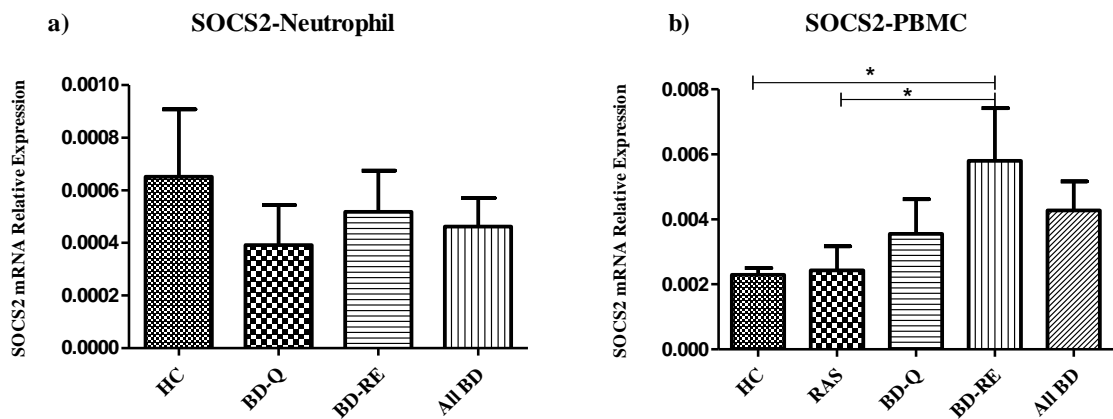 a) SOCS2-Neutrophil
SOCS2 mRNA Relative Expression
0.0010
0.0008
0.0006
0.0004
0.0002
0.0000
HC
BD-Q
BD-RE
All BD
b) SOCS2-PBMC
SOCS2 mRNA Relative Expression
0.008
0.006
0.004
0.002
0.000
*
*
HC
RAS
BD-Q
BD-RE
All BD